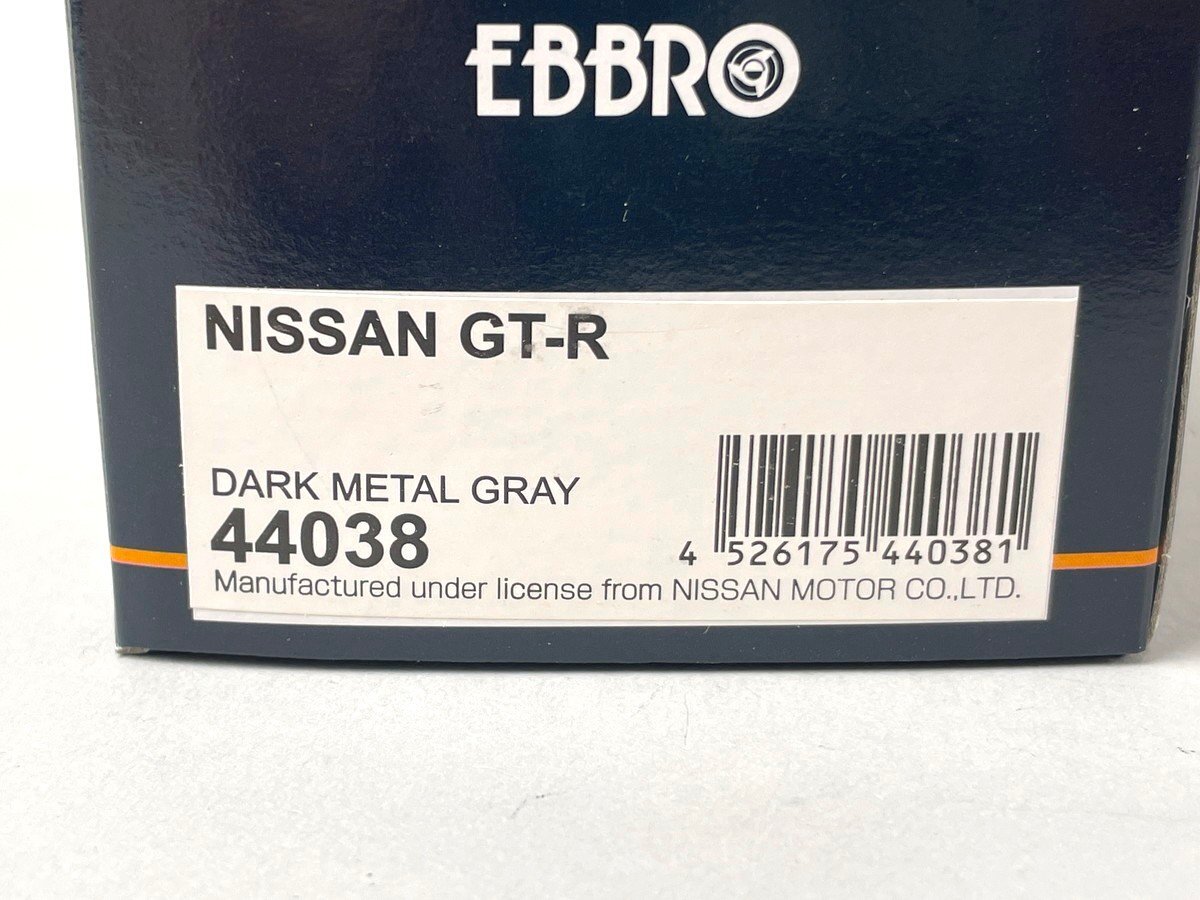 EBBRO
NISSAN GT-R
DARK METAL GRAY
44038
4 526175 440381
Manufactured under license from NISSAN MOTOR CO.,LTD.